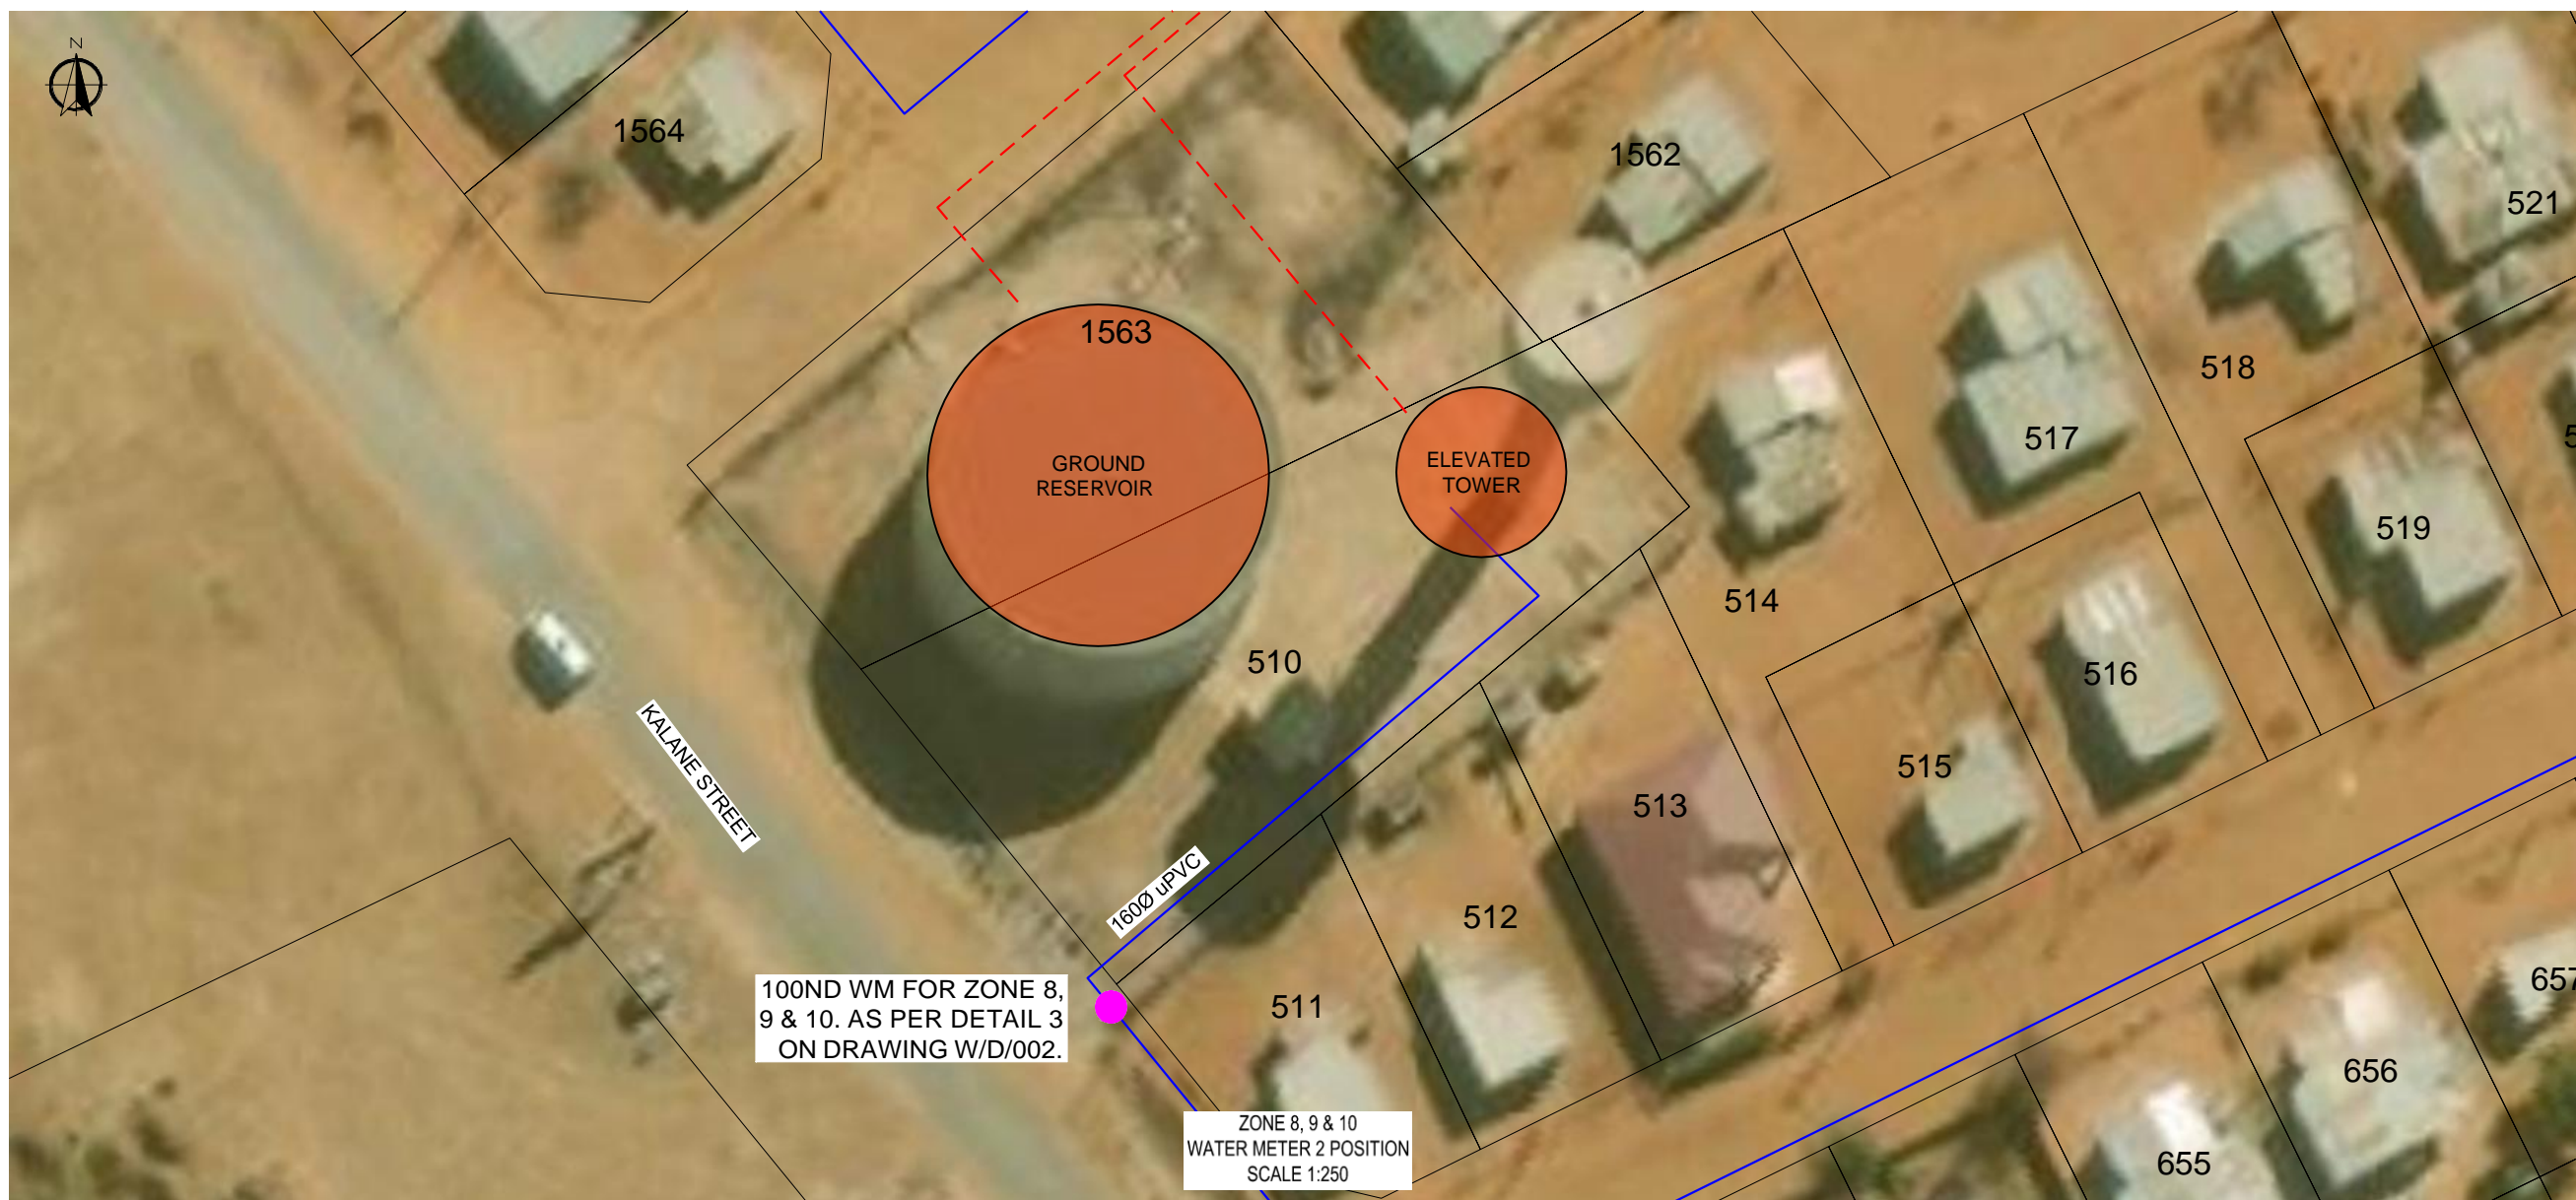 N
1564
1562
521
1563
518
517
GROUND
RESERVOIR
ELEVATED
TOWER
519
514
510
516
KALANE STREET
515
513
160Ø uPVC
512
657
100ND WM FOR ZONE 8,
9 & 10. AS PER DETAIL 3
ON DRAWING W/D/002.
511
656
ZONE 8, 9 & 10
WATER METER 2 POSITION
SCALE 1:250
655